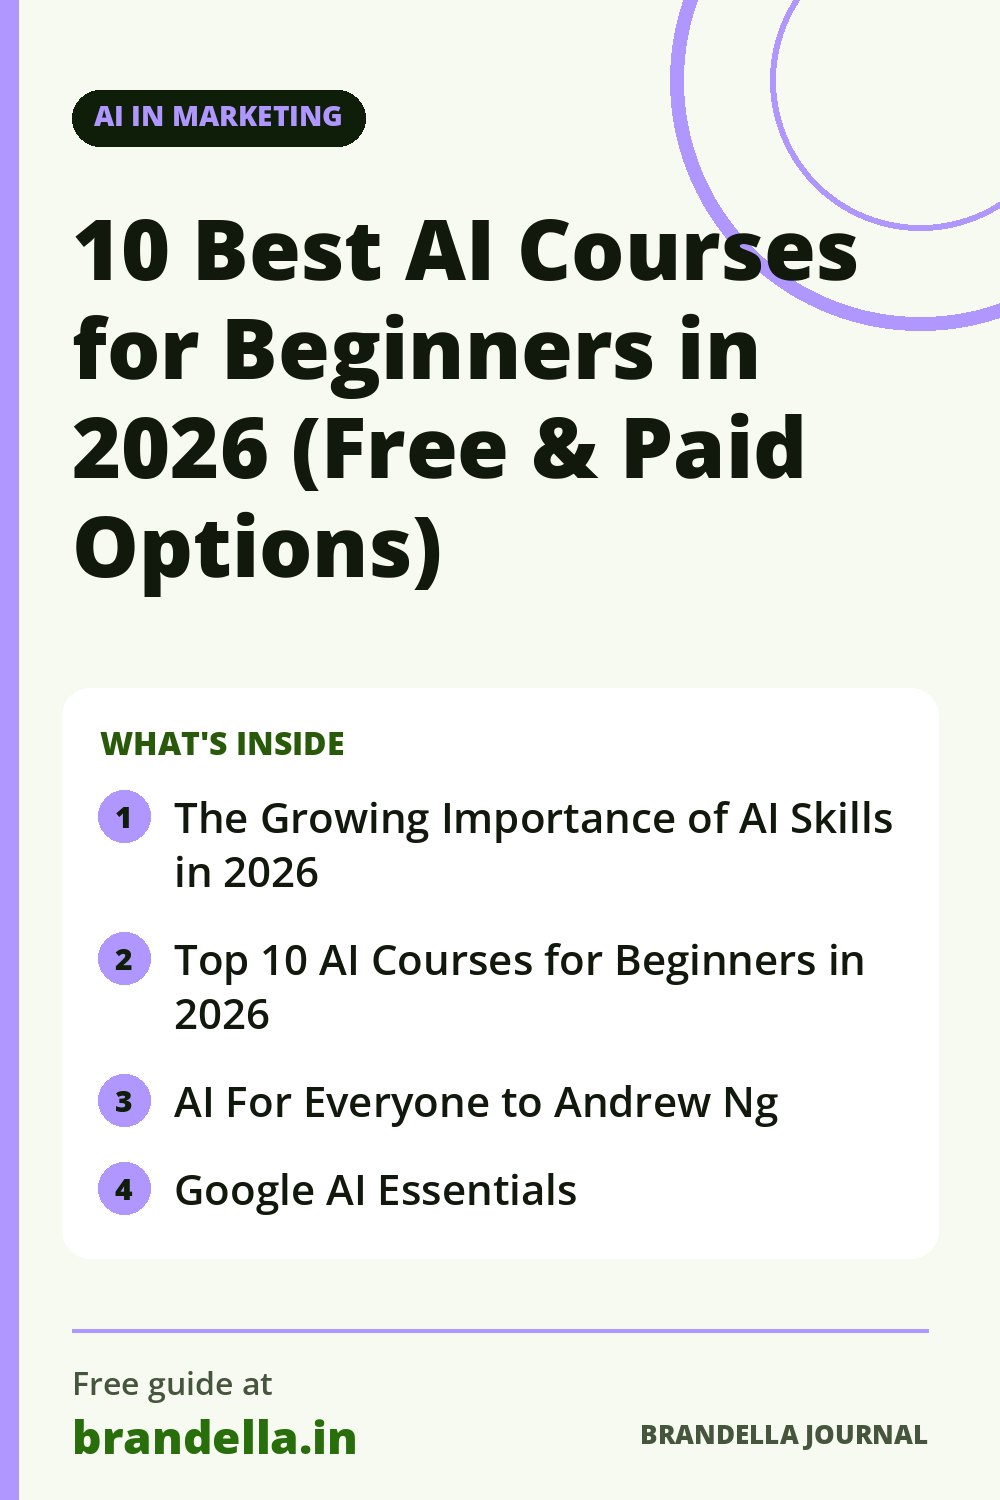 AI IN MARKETING
10 Best AI Courses
for Beginners in
2026 (Free & Paid
Options)
WHAT'S INSIDE
1 The Growing Importance of AI Skills
in 2026
2 Top 10 AI Courses for Beginners in
2026
3 AI For Everyone to Andrew Ng
4 Google AI Essentials
Free guide at
brandella.in
BRANDELLA JOURNAL